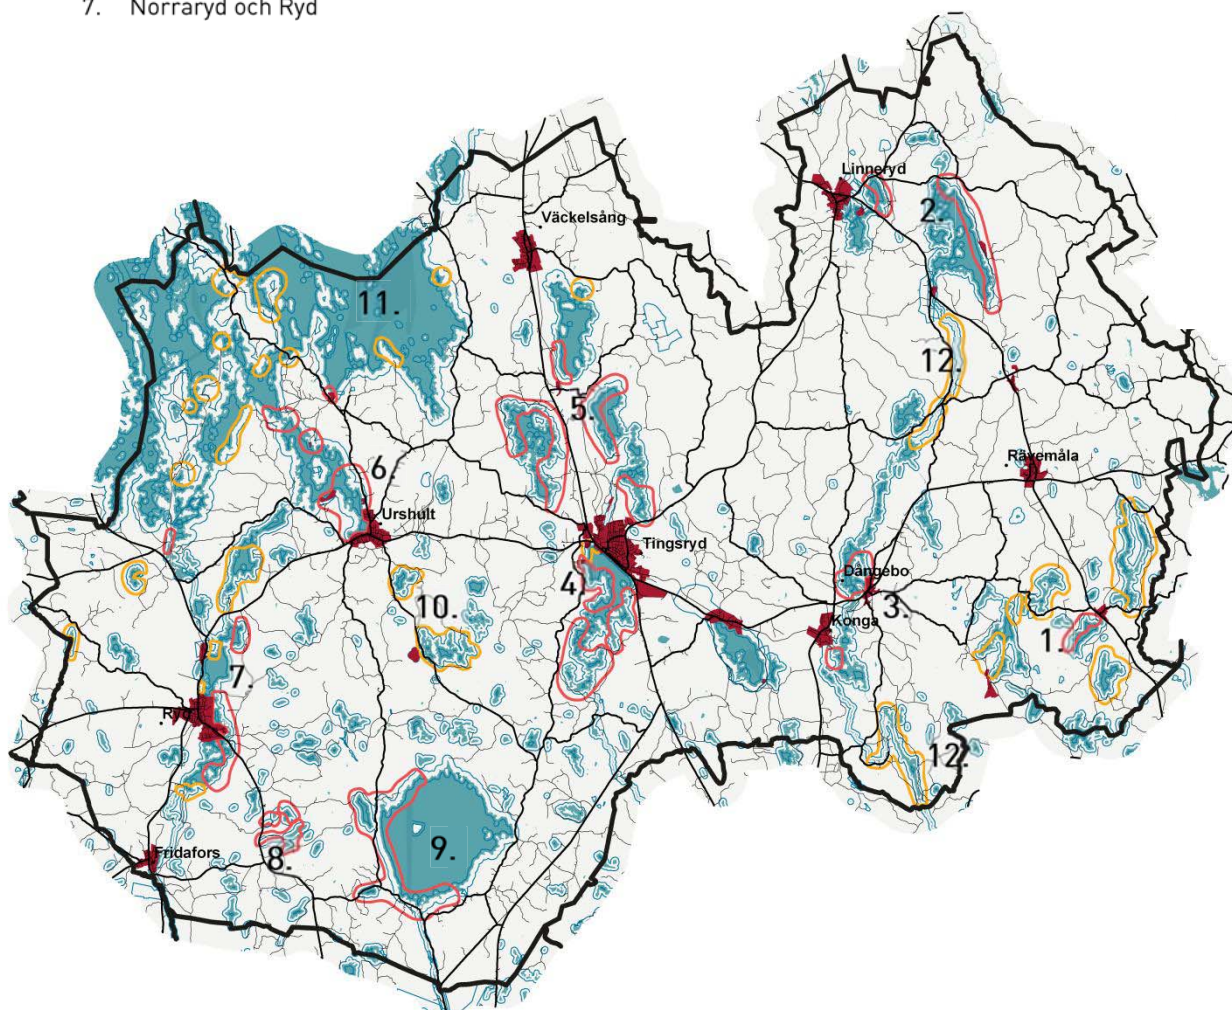 7. Norraryd och Ryd
Linneryd
2.
Väckelsång
11.
12.
5.
Rävemåla
6.
Urshult
Tingsryd
4.
Dångebo
10.
3.
Konga
1.
7.
Ryd
12.
9.
Fridafors
8.